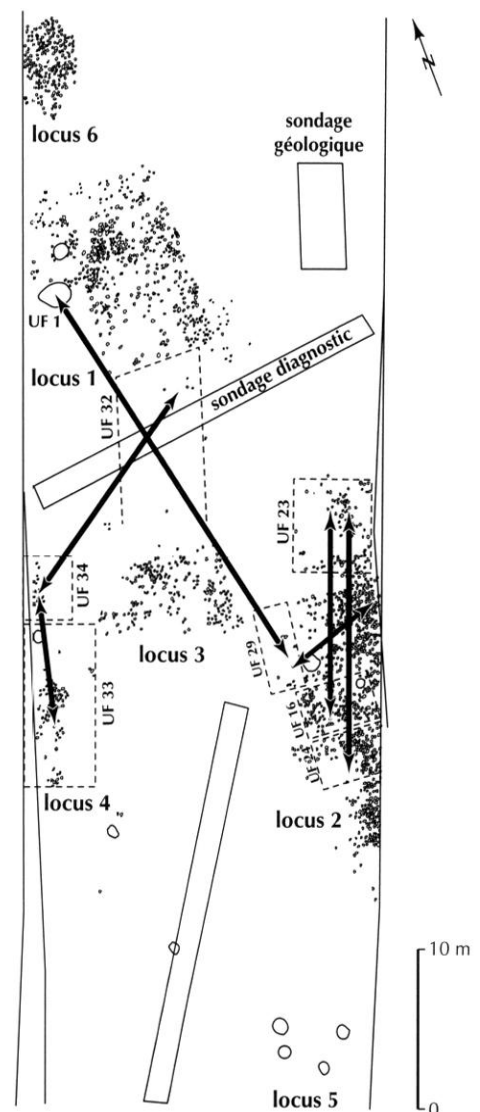 N
locus 6
sondage
géologique
UF 1
locus 1
sondage diagnostic
UF 32
UF 23
UF 34
UF 29
locus 3
UF 33
UF 16
locus 4
locus 2
10 m
locus 5
0